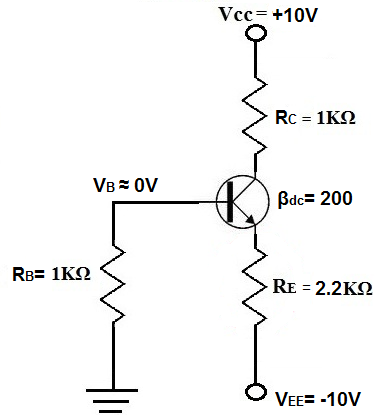 Vcc = +10V
RC = 1KΩ
VB ≈ 0V
βdc= 200
RB= 1KΩ
RE = 2.2KΩ
VEE= -10V